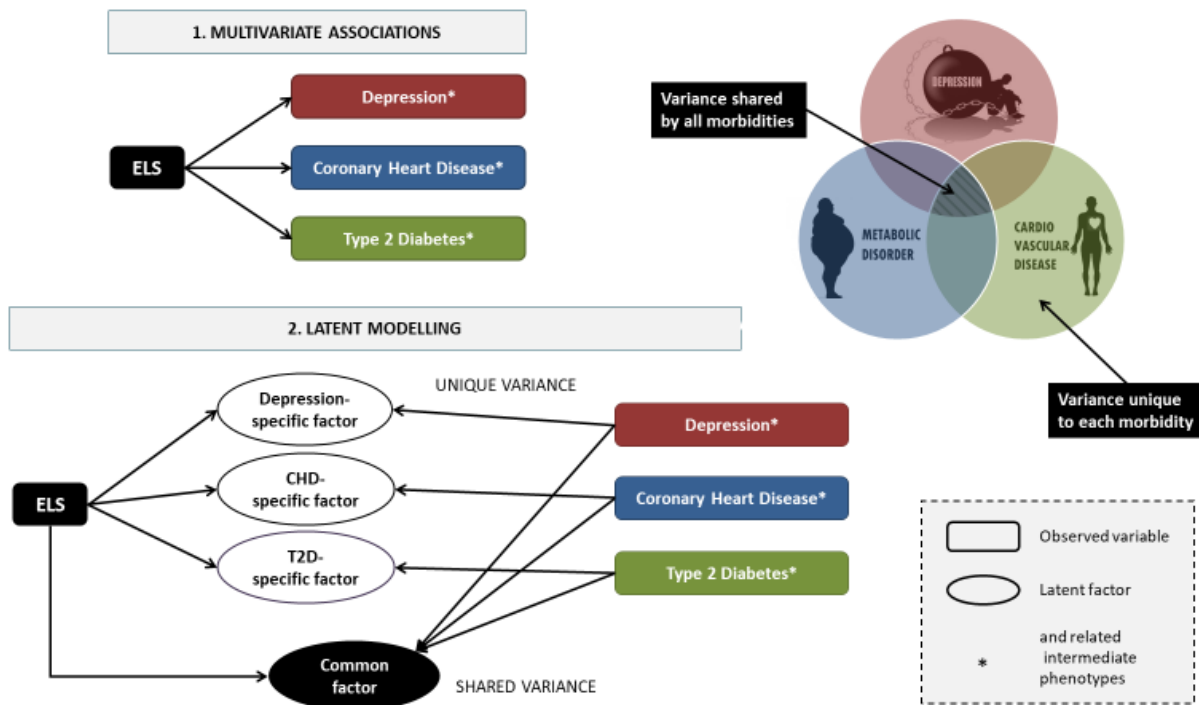 1. MULTIVARIATE ASSOCIATIONS
Depression*
ELS
Coronary Heart Disease*
Type 2 Diabetes*
Variance shared
by all morbidities
DEPRESSION
METABOLIC
DISORDER
CARDIO
VASCULAR
DISEASE
Variance unique
to each morbidity
2. LATENT MODELLING
UNIQUE VARIANCE
Depression-
specific factor
CHD-
specific factor
T2D-
specific factor
ELS
Common
factor
SHARED VARIANCE
Depression*
Coronary Heart Disease*
Type 2 Diabetes*
Observed variable
Latent factor
*
and related
intermediate
phenotypes